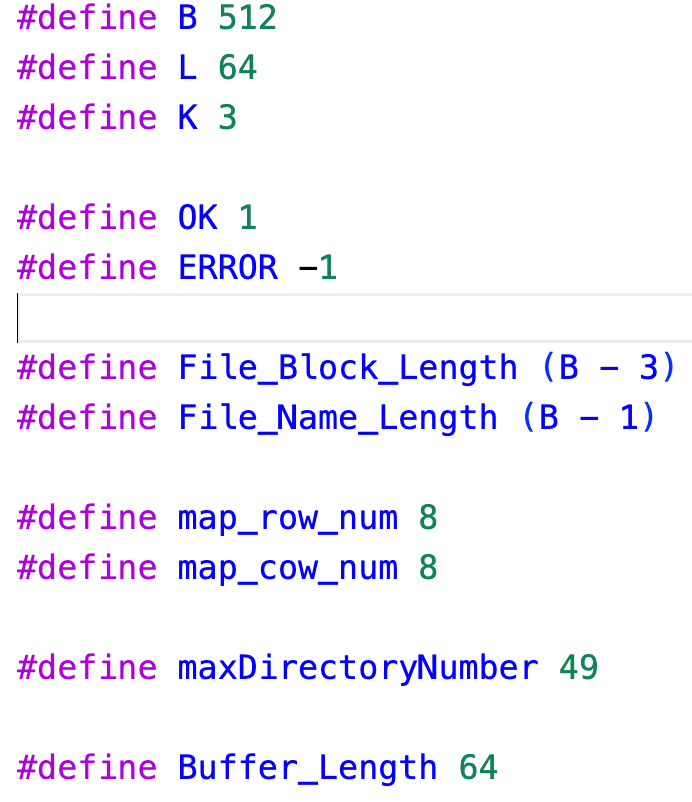 #define B 512
#define L 64
#define K 3
#define OK 1
#define ERROR -1
#define File_Block_Length (B - 3)
#define File_Name_Length (B - 1)
#define map_row_num 8
#define map_cow_num 8
#define maxDirectoryNumber 49
#define Buffer_Length 64